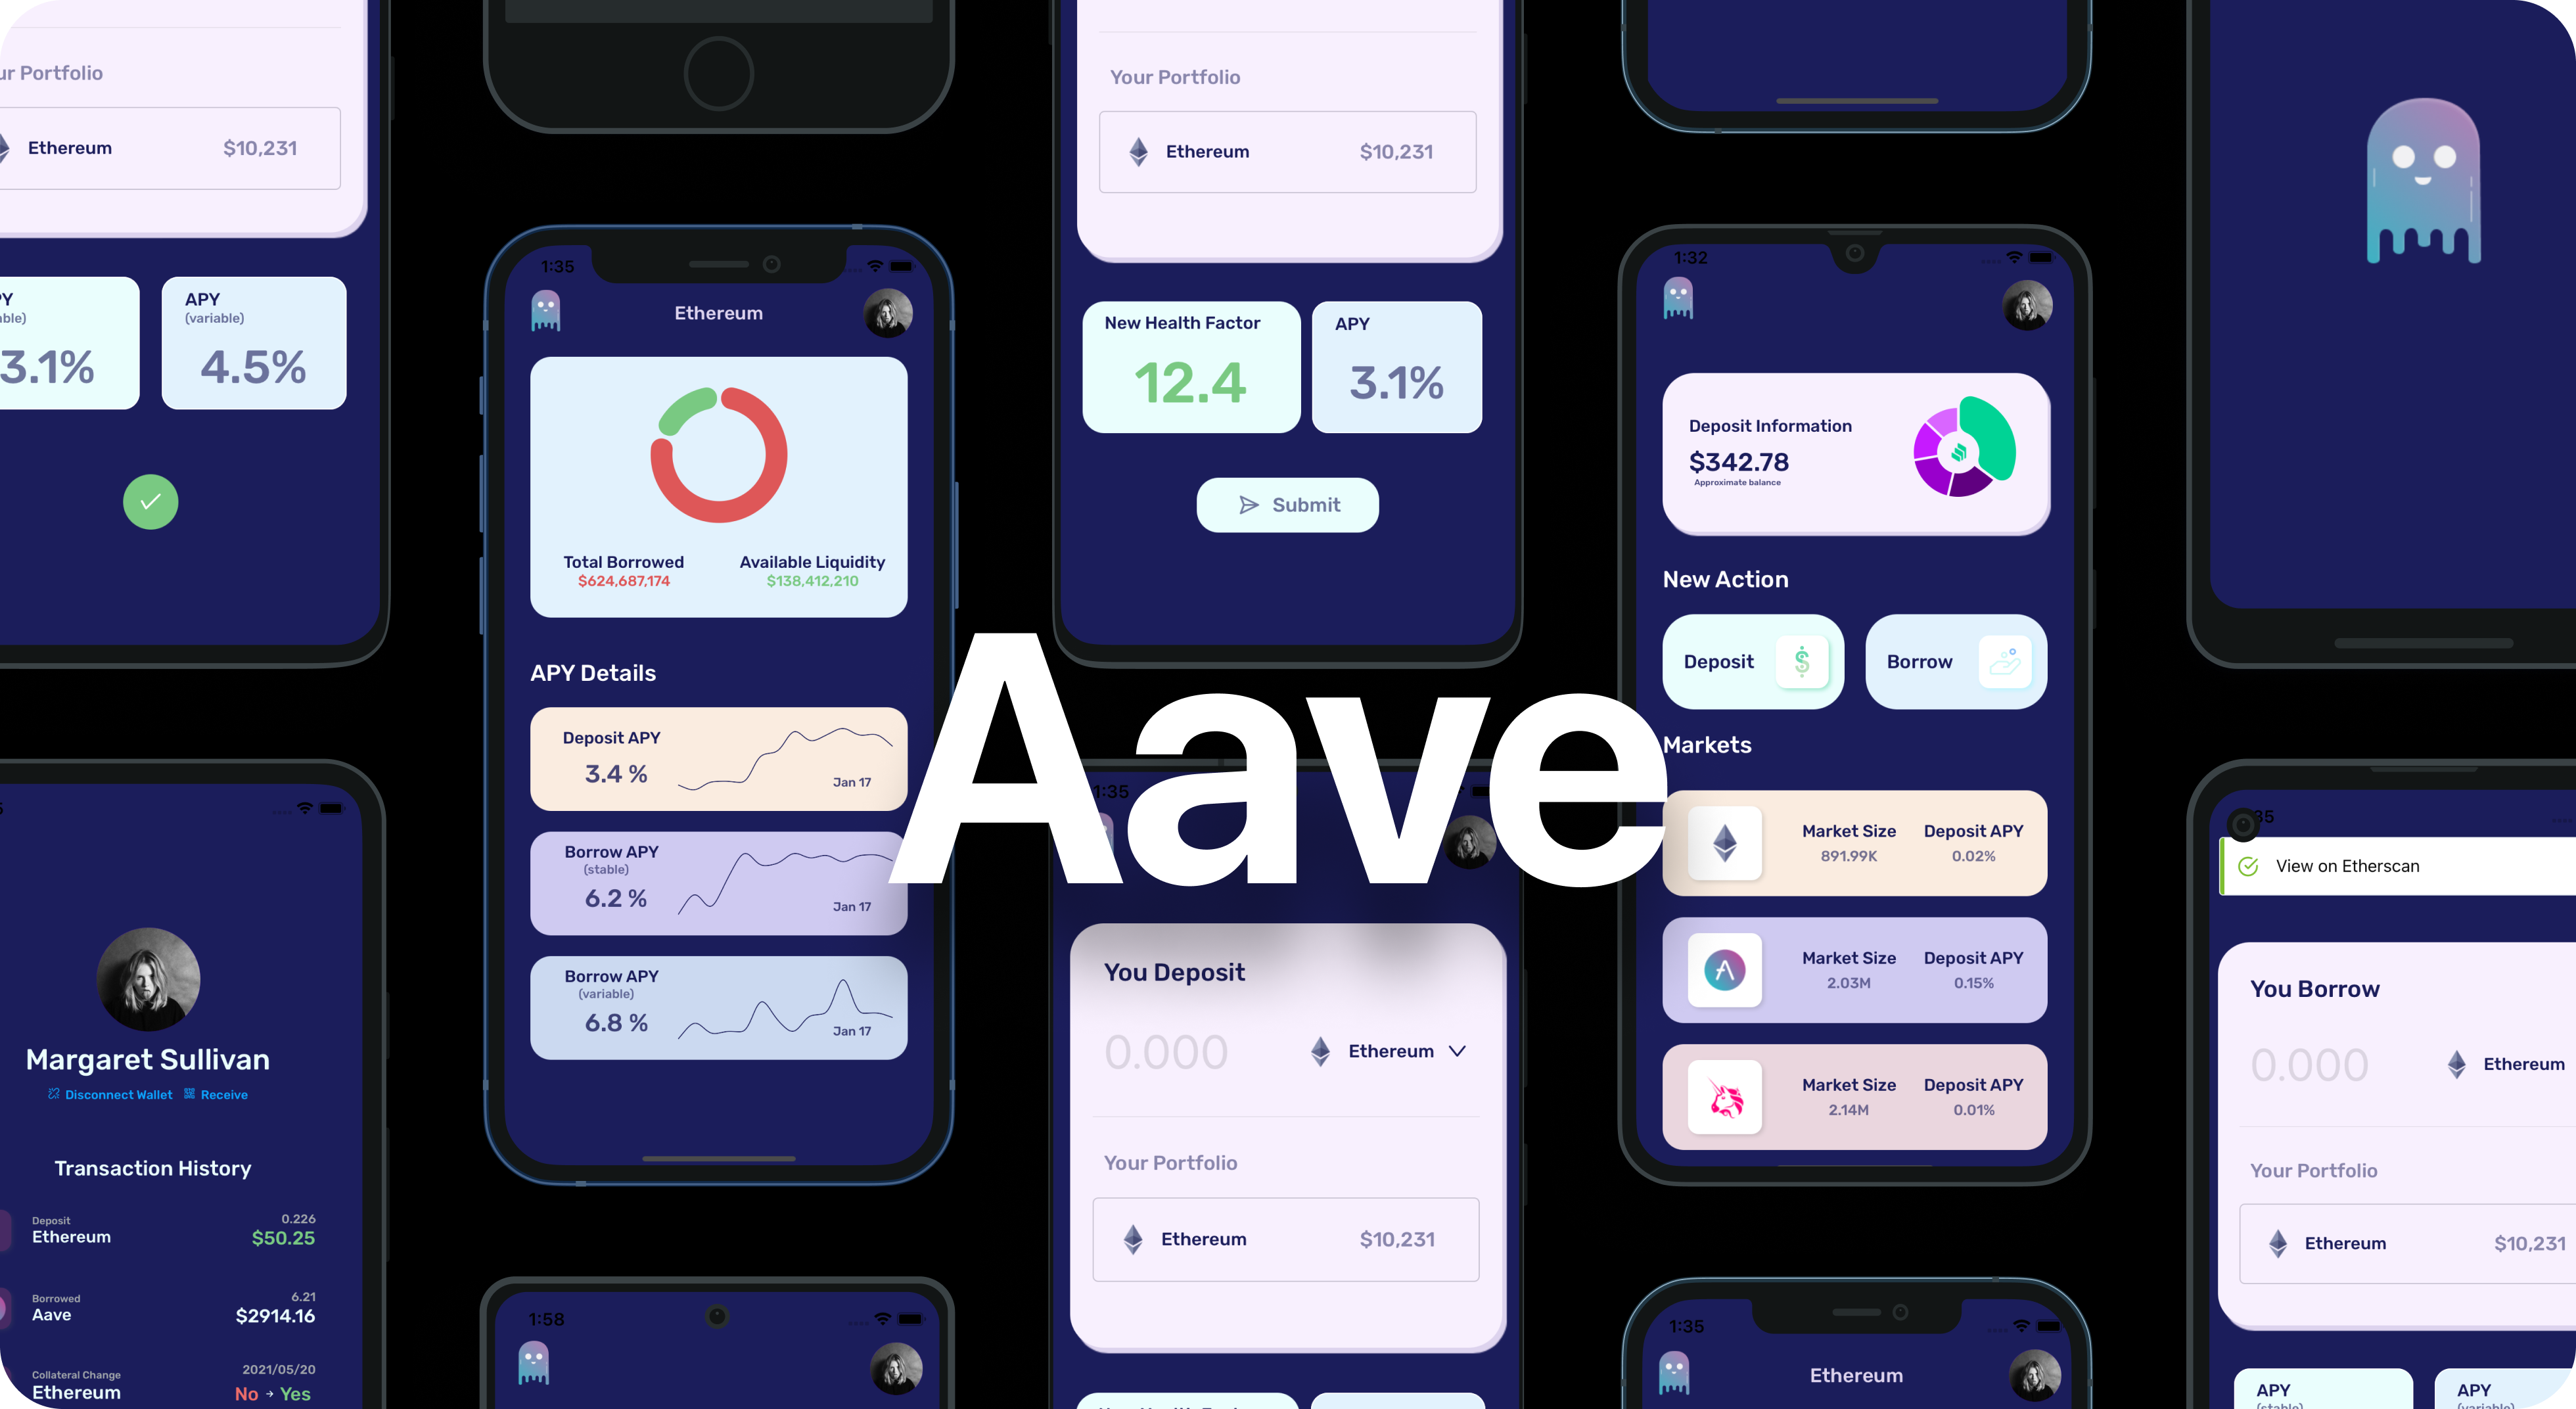 Your Portfolio
Ethereum $10,231
APY
(variable)
3.1%
4.5%
5
Margaret Sullivan
Disconnect Wallet Receive
Transaction History
Deposit 0.226
Ethereum $50.25
Borrowed 6.21
Aave $2914.16
Collateral Change 2021/05/20
Ethereum No → Yes
1:35
Ethereum
Total Borrowed Available Liquidity
$624,687,174 $138,412,210
APY Details
Deposit APY
3.4 %
Jan 17
Borrow APY
(stable)
6.2 %
Jan 17
Borrow APY
(variable)
6.8 %
Jan 17
1:58
Your Portfolio
Ethereum $10,231
New Health Factor APY
12.4 3.1%
Submit
Aave
1:35
You Deposit
0.000 Ethereum
Your Portfolio
Ethereum $10,231
1:32
Deposit Information
$342.78
Approximate balance
New Action
Deposit Borrow
Markets
Market Size Deposit APY
891.99K 0.02%
Market Size Deposit APY
2.03M 0.15%
Market Size Deposit APY
2.14M 0.01%
1:35
Ethereum
35
View on Etherscan
You Borrow
0.000 Ethereum
Your Portfolio
Ethereum $10,231
APY APY
(stable) (variable)